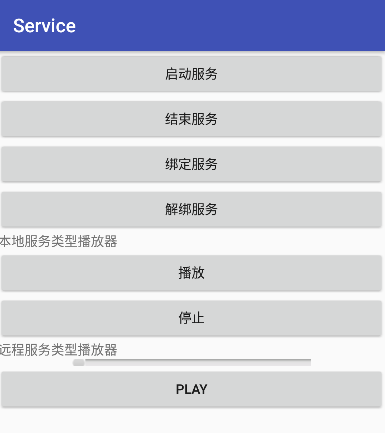 Service
启动服务
结束服务
绑定服务
解绑服务
本地服务类型播放器
播放
停止
远程服务类型播放器
PLAY